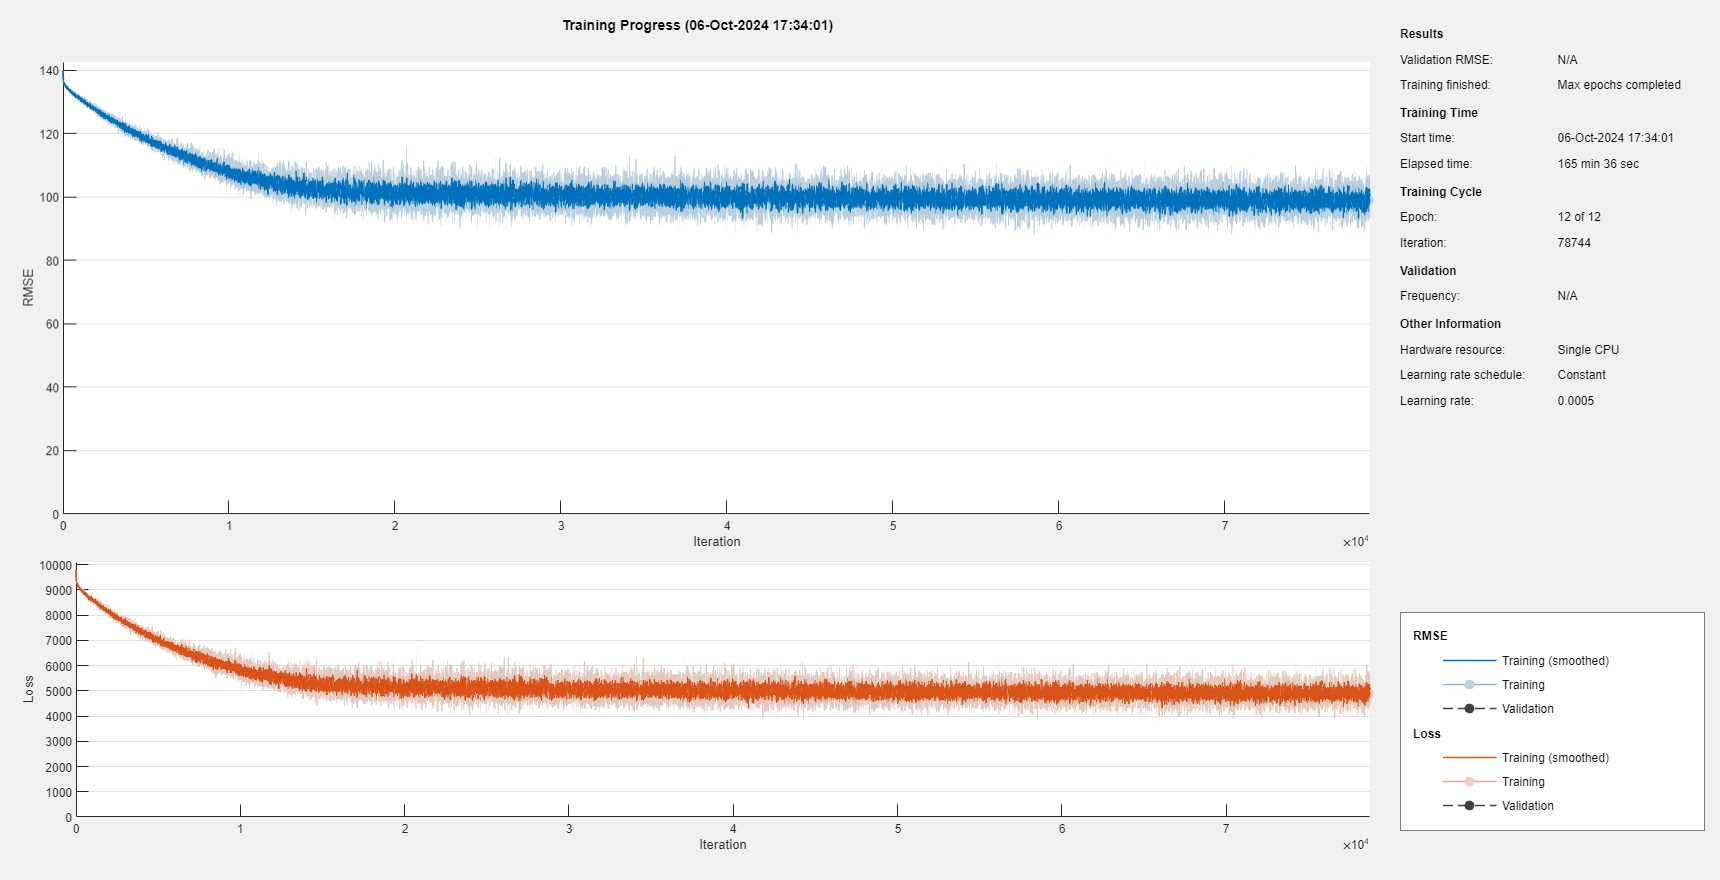 Training Progress (06-Oct-2024 17:34:01)
140
120
100
80
60
40
20
0
RMSE
0 1 2 3 4 5 6 7
Iteration
×10⁴
10000
9000
8000
7000
6000
5000
4000
3000
2000
1000
0
Loss
0 1 2 3 4 5 6 7
Iteration
×10⁴
Results
Validation RMSE: N/A
Training finished: Max epochs completed
Training Time
Start time: 06-Oct-2024 17:34:01
Elapsed time: 165 min 36 sec
Training Cycle
Epoch: 12 of 12
Iteration: 78744
Validation
Frequency: N/A
Other Information
Hardware resource: Single CPU
Learning rate schedule: Constant
Learning rate: 0.0005
RMSE
Training (smoothed)
Training
Validation
Loss
Training (smoothed)
Training
Validation